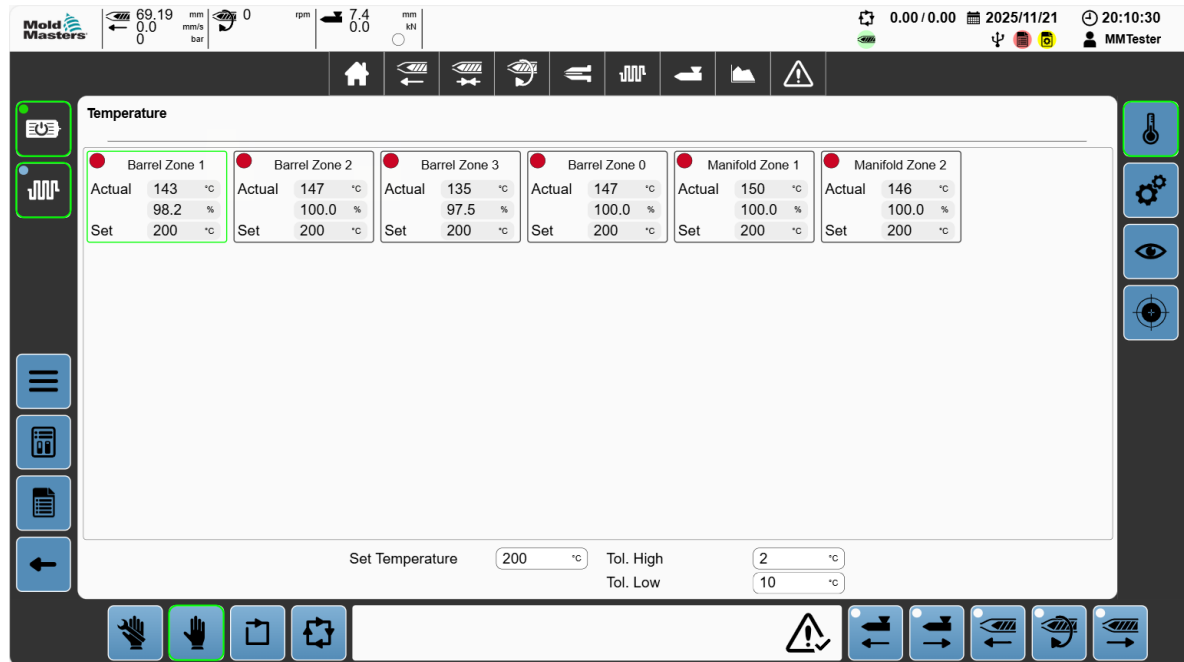 Mold
Masters
69.19 mm
0.0 mm/s
0 bar
0 rpm
7.4 mm
0.0 kN
0.00 / 0.00
2025/11/21
20:10:30
MMTester
Temperature
Barrel Zone 1
Actual 143 °C
98.2 %
Set 200 °C
Barrel Zone 2
Actual 147 °C
100.0 %
Set 200 °C
Barrel Zone 3
Actual 135 °C
97.5 %
Set 200 °C
Barrel Zone 0
Actual 147 °C
100.0 %
Set 200 °C
Manifold Zone 1
Actual 150 °C
100.0 %
Set 200 °C
Manifold Zone 2
Actual 146 °C
100.0 %
Set 200 °C
Set Temperature 200 °C
Tol. High 2 °C
Tol. Low 10 °C